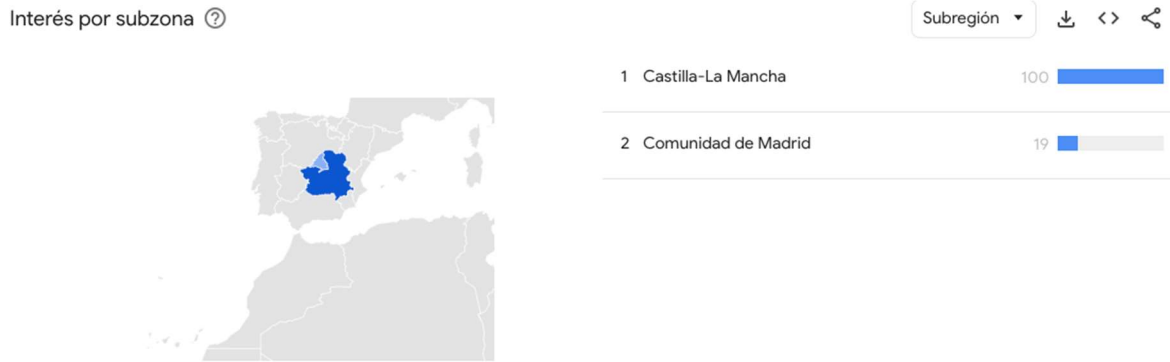 Interés por subzona
Subregión
1 Castilla-La Mancha 100
2 Comunidad de Madrid 19